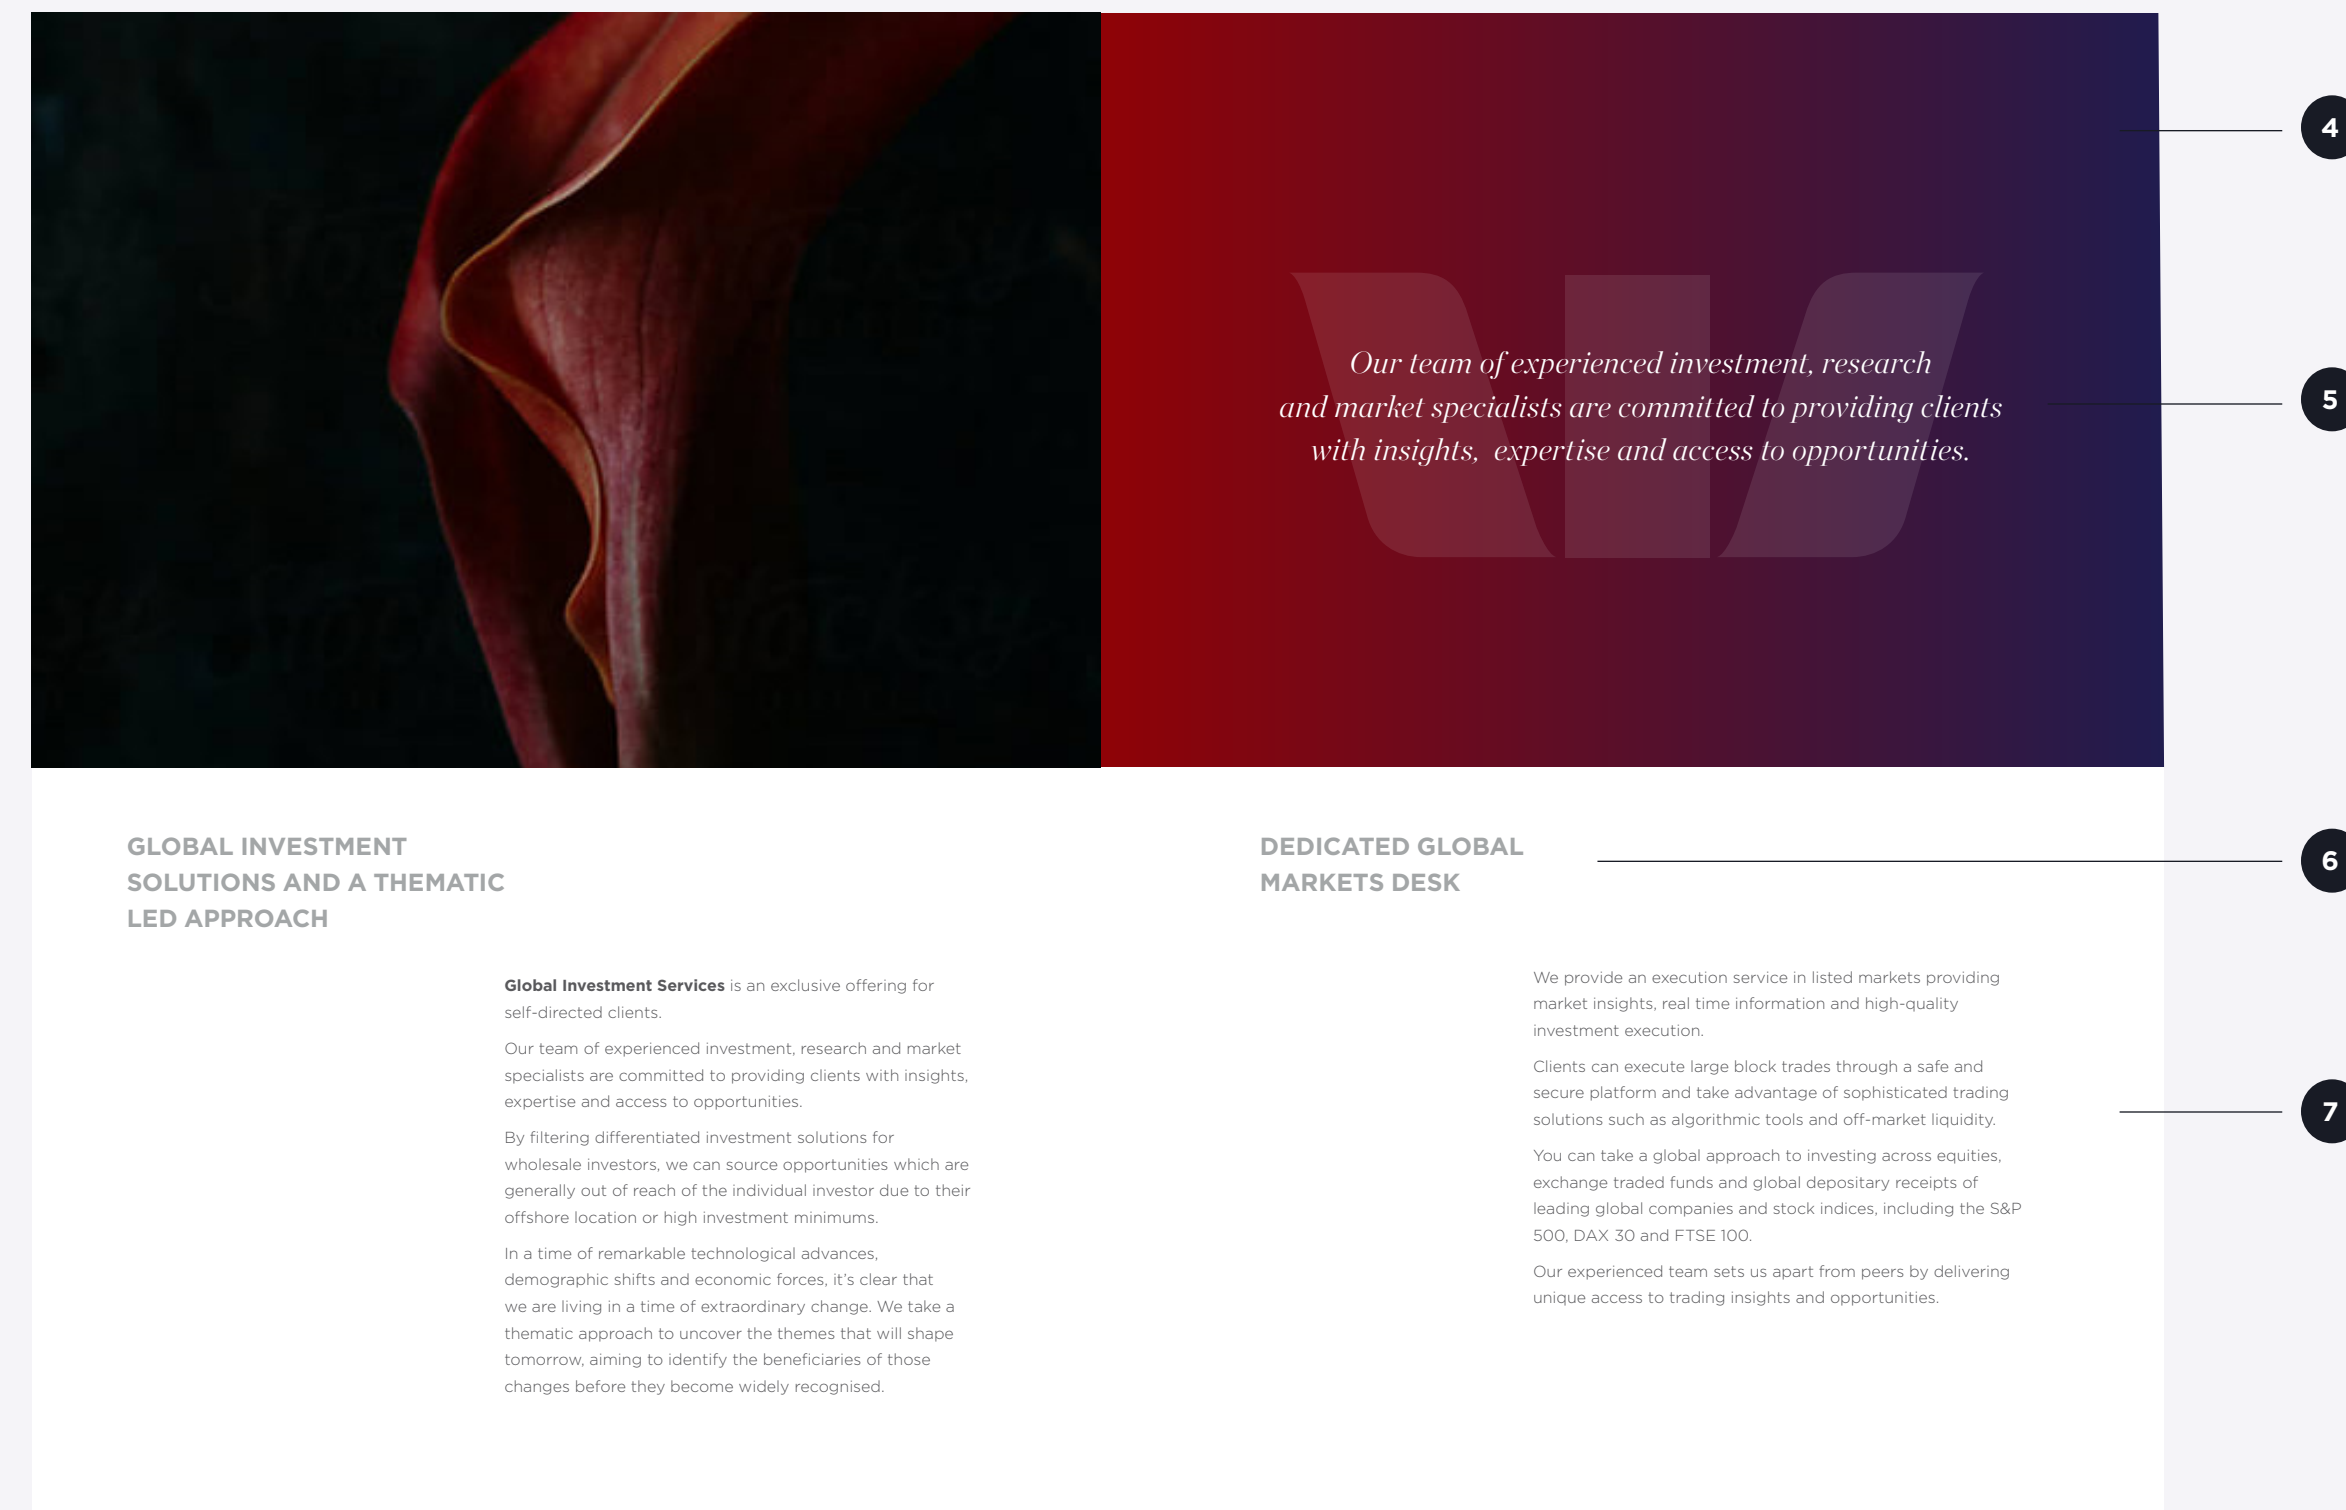 Our team of experienced investment, research
and market specialists are committed to providing clients
with insights, expertise and access to opportunities.
4
5
GLOBAL INVESTMENT
SOLUTIONS AND A THEMATIC
LED APPROACH
Global Investment Services is an exclusive offering for
self-directed clients.
Our team of experienced investment, research and market
specialists are committed to providing clients with insights,
expertise and access to opportunities.
By filtering differentiated investment solutions for
wholesale investors, we can source opportunities which are
generally out of reach of the individual investor due to their
offshore location or high investment minimums.
In a time of remarkable technological advances,
demographic shifts and economic forces, it's clear that
we are living in a time of extraordinary change. We take a
thematic approach to uncover the themes that will shape
tomorrow, aiming to identify the beneficiaries of those
changes before they become widely recognised.
DEDICATED GLOBAL
MARKETS DESK
6
We provide an execution service in listed markets providing
market insights, real time information and high-quality
investment execution.
Clients can execute large block trades through a safe and
secure platform and take advantage of sophisticated trading
solutions such as algorithmic tools and off-market liquidity.
You can take a global approach to investing across equities,
exchange traded funds and global depositary receipts of
leading global companies and stock indices, including the S&P
500, DAX 30 and FTSE 100.
Our experienced team sets us apart from peers by delivering
unique access to trading insights and opportunities.
7